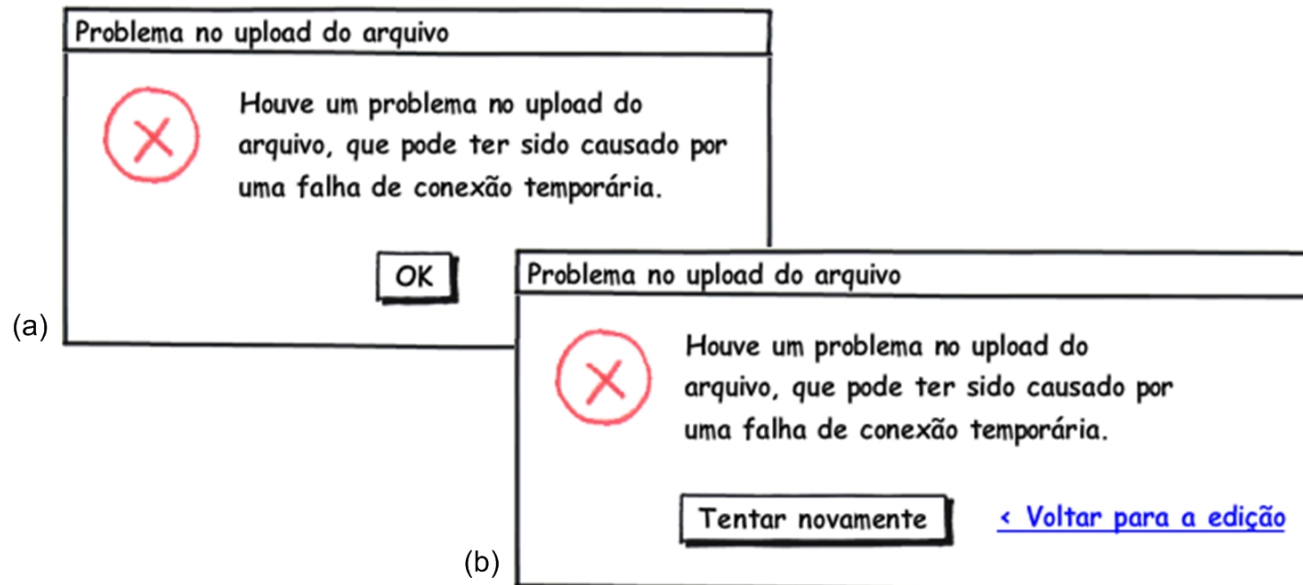 Problema no upload do arquivo
Houve um problema no upload do
arquivo, que pode ter sido causado por
uma falha de conexão temporária.
OK
(a)
Problema no upload do arquivo
Houve um problema no upload do
arquivo, que pode ter sido causado por
uma falha de conexão temporária.
Tentar novamente < Voltar para a edição
(b)